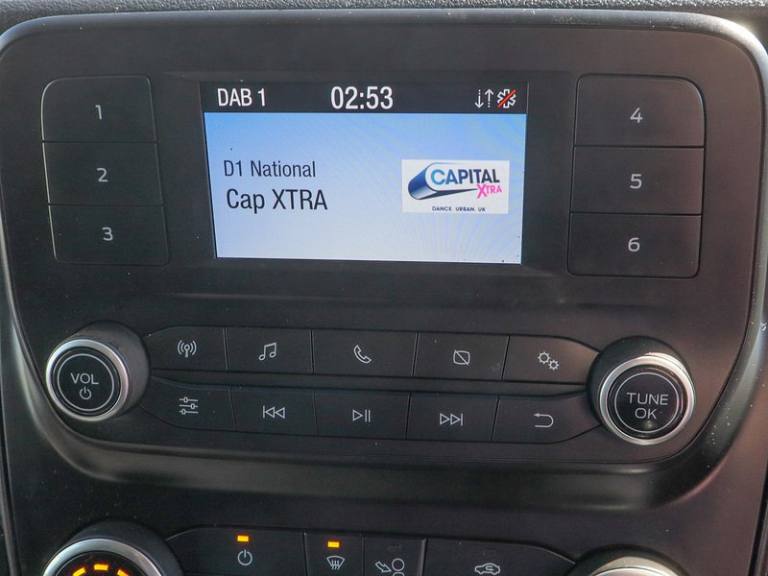 DAB 1 02:53
D1 National
Cap XTRA
CAPITAL
XTRA
DANCE. URBAN. UK
1
2
3
4
5
6
VOL
TUNE
OK